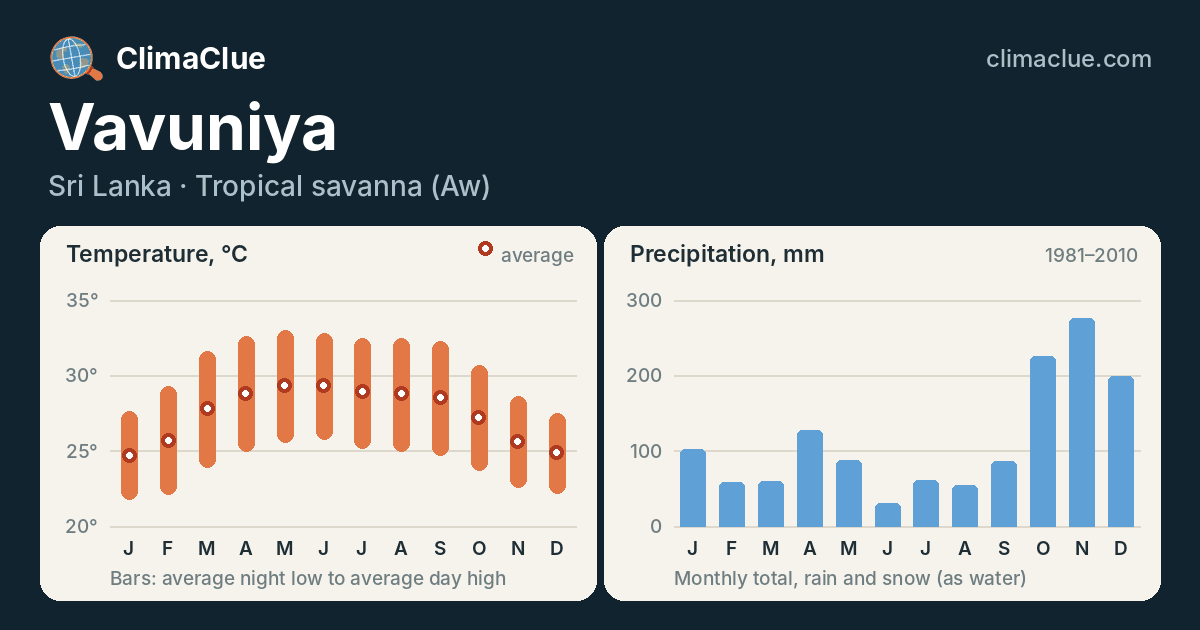 ClimaClue
climaclue.com
Vavuniya
Sri Lanka · Tropical savanna (Aw)
Temperature, °C
average
35°
30°
25°
20°
J F M A M J J A S O N D
Bars: average night low to average day high
Precipitation, mm
1981–2010
300
200
100
0
J F M A M J J A S O N D
Monthly total, rain and snow (as water)